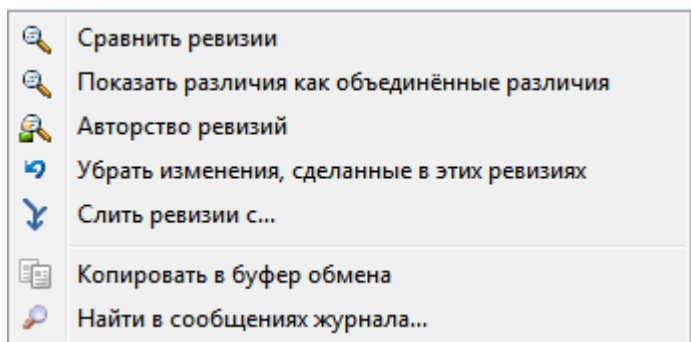 Сравнить ревизии
Показать различия как объединённые различия
Авторство ревизий
Убрать изменения, сделанные в этих ревизиях
Слить ревизии с...
Копировать в буфер обмена
Найти в сообщениях журнала...